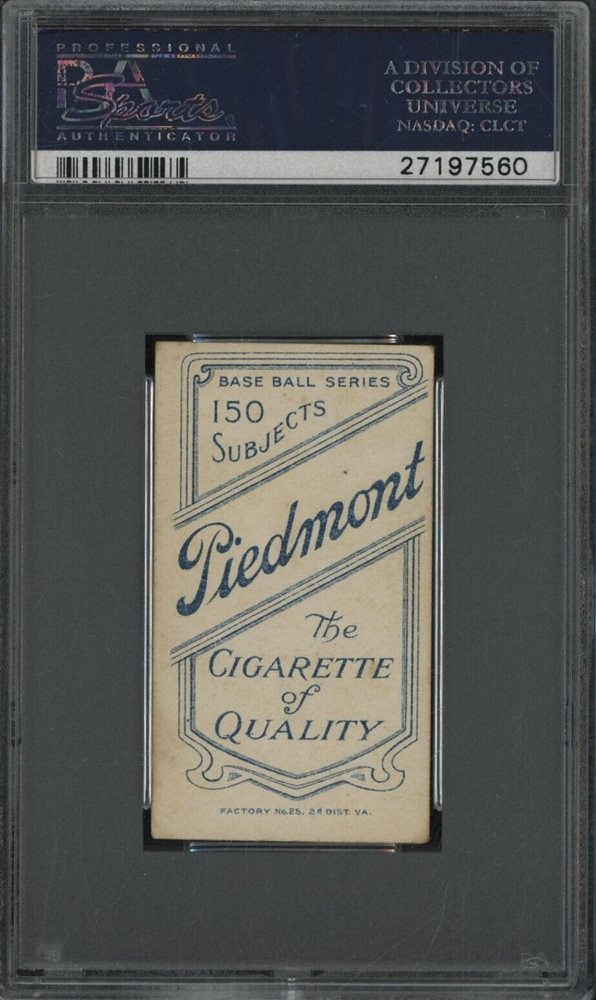 PROFESSIONAL
PSA
Sports
AUTHENTICATOR
A DIVISION OF
COLLECTORS
UNIVERSE
NASDAQ: CLCT
27197560
BASE BALL SERIES
150
SUBJECTS
Piedmont
The
CIGARETTE
of
QUALITY
FACTORY No.25, 2d DIST. VA.